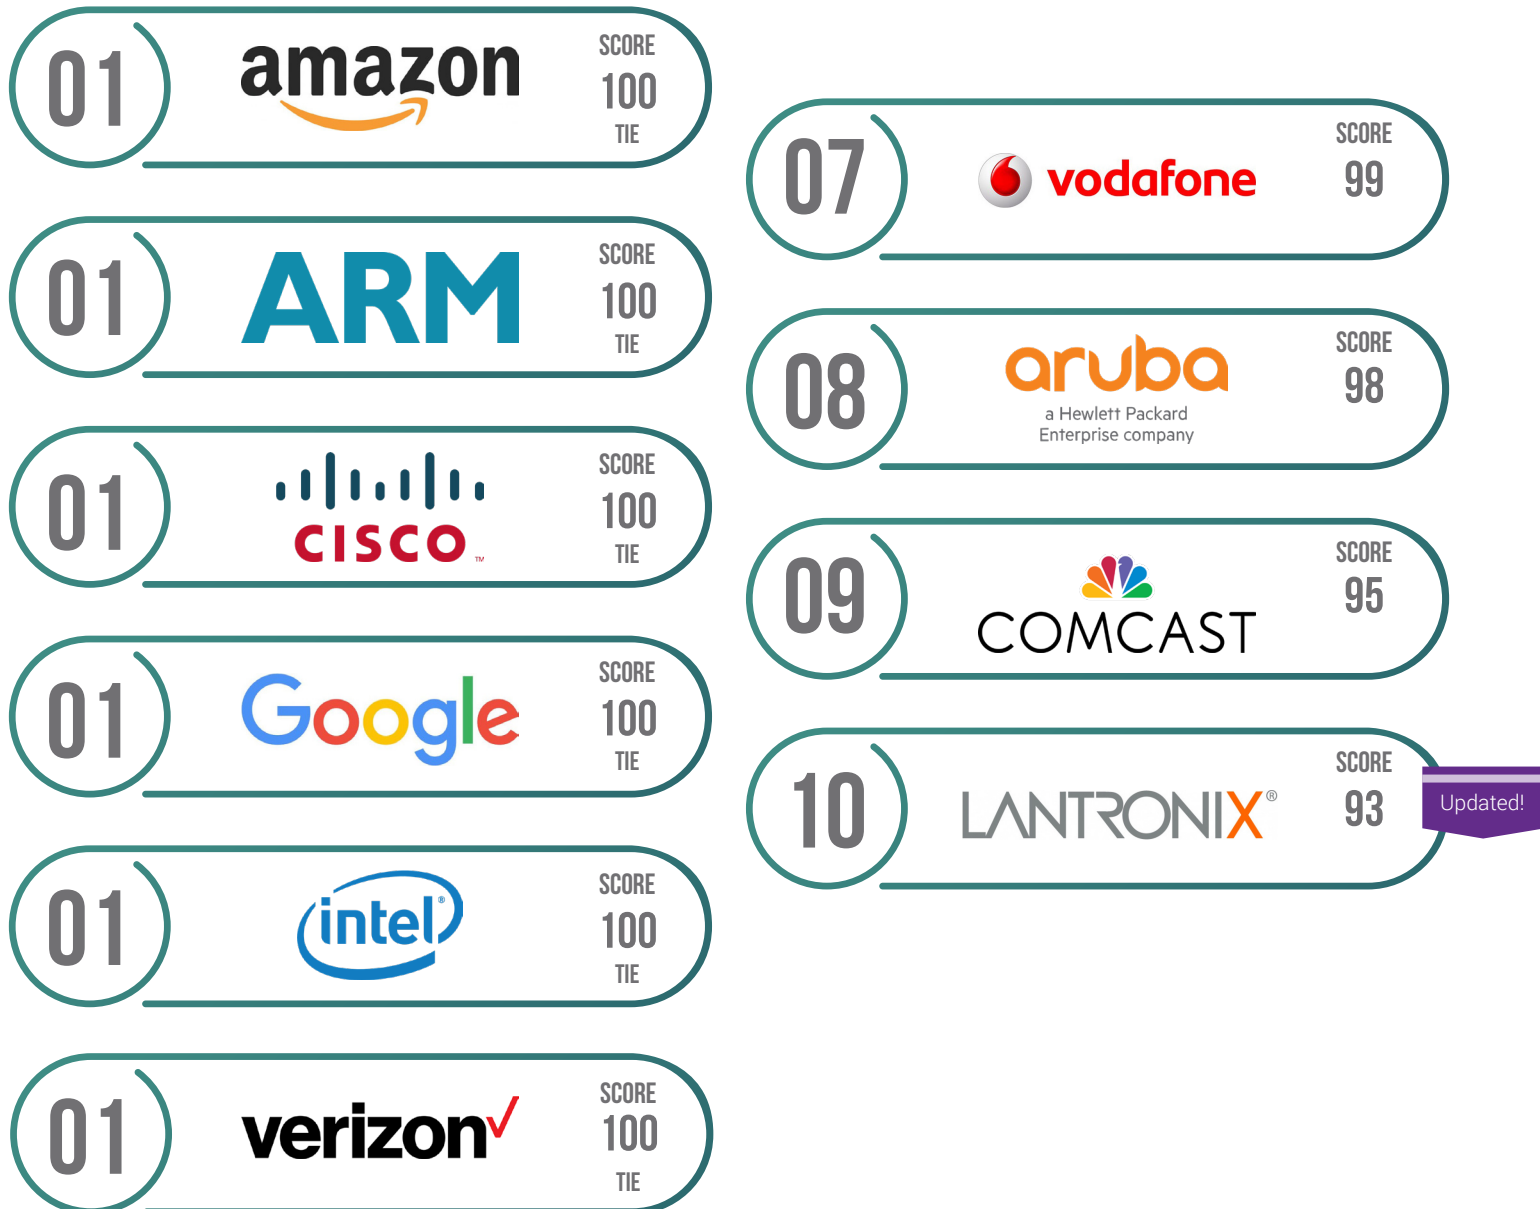 01
amazon
SCORE
100
TIE
01
ARM
SCORE
100
TIE
01
CISCO
TM
SCORE
100
TIE
01
Google
SCORE
100
TIE
01
intel®
SCORE
100
TIE
01
verizon
SCORE
100
TIE
07
vodafone
SCORE
99
08
aruba
a Hewlett Packard
Enterprise company
SCORE
98
09
COMCAST
SCORE
95
10
LANTRONIX®
SCORE
93
Updated!